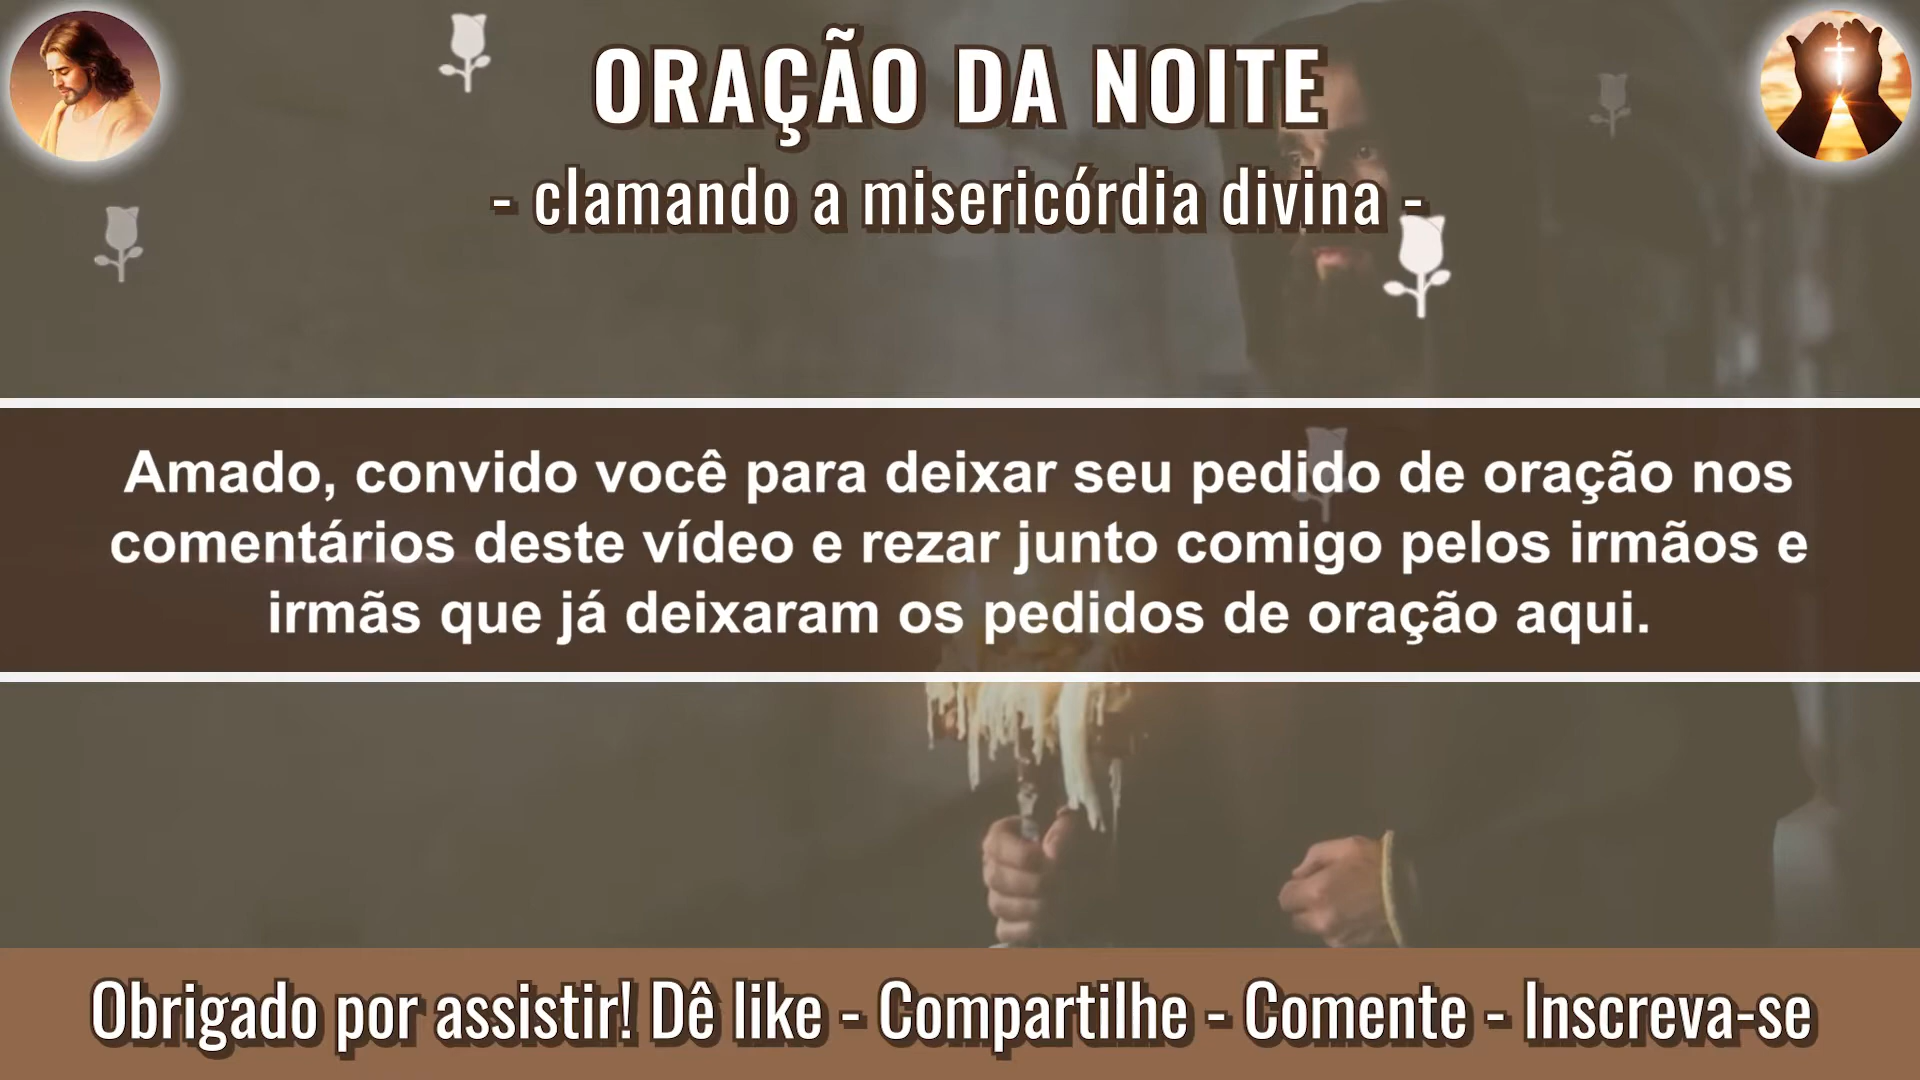 ORAÇÃO DA NOITE
- clamando a misericórdia divina -
Amado, convido você para deixar seu pedido de oração nos
comentários deste vídeo e rezar junto comigo pelos irmãos e
irmãs que já deixaram os pedidos de oração aqui.
Obrigado por assistir! Dê like - Compartilhe - Comente - Inscreva-se